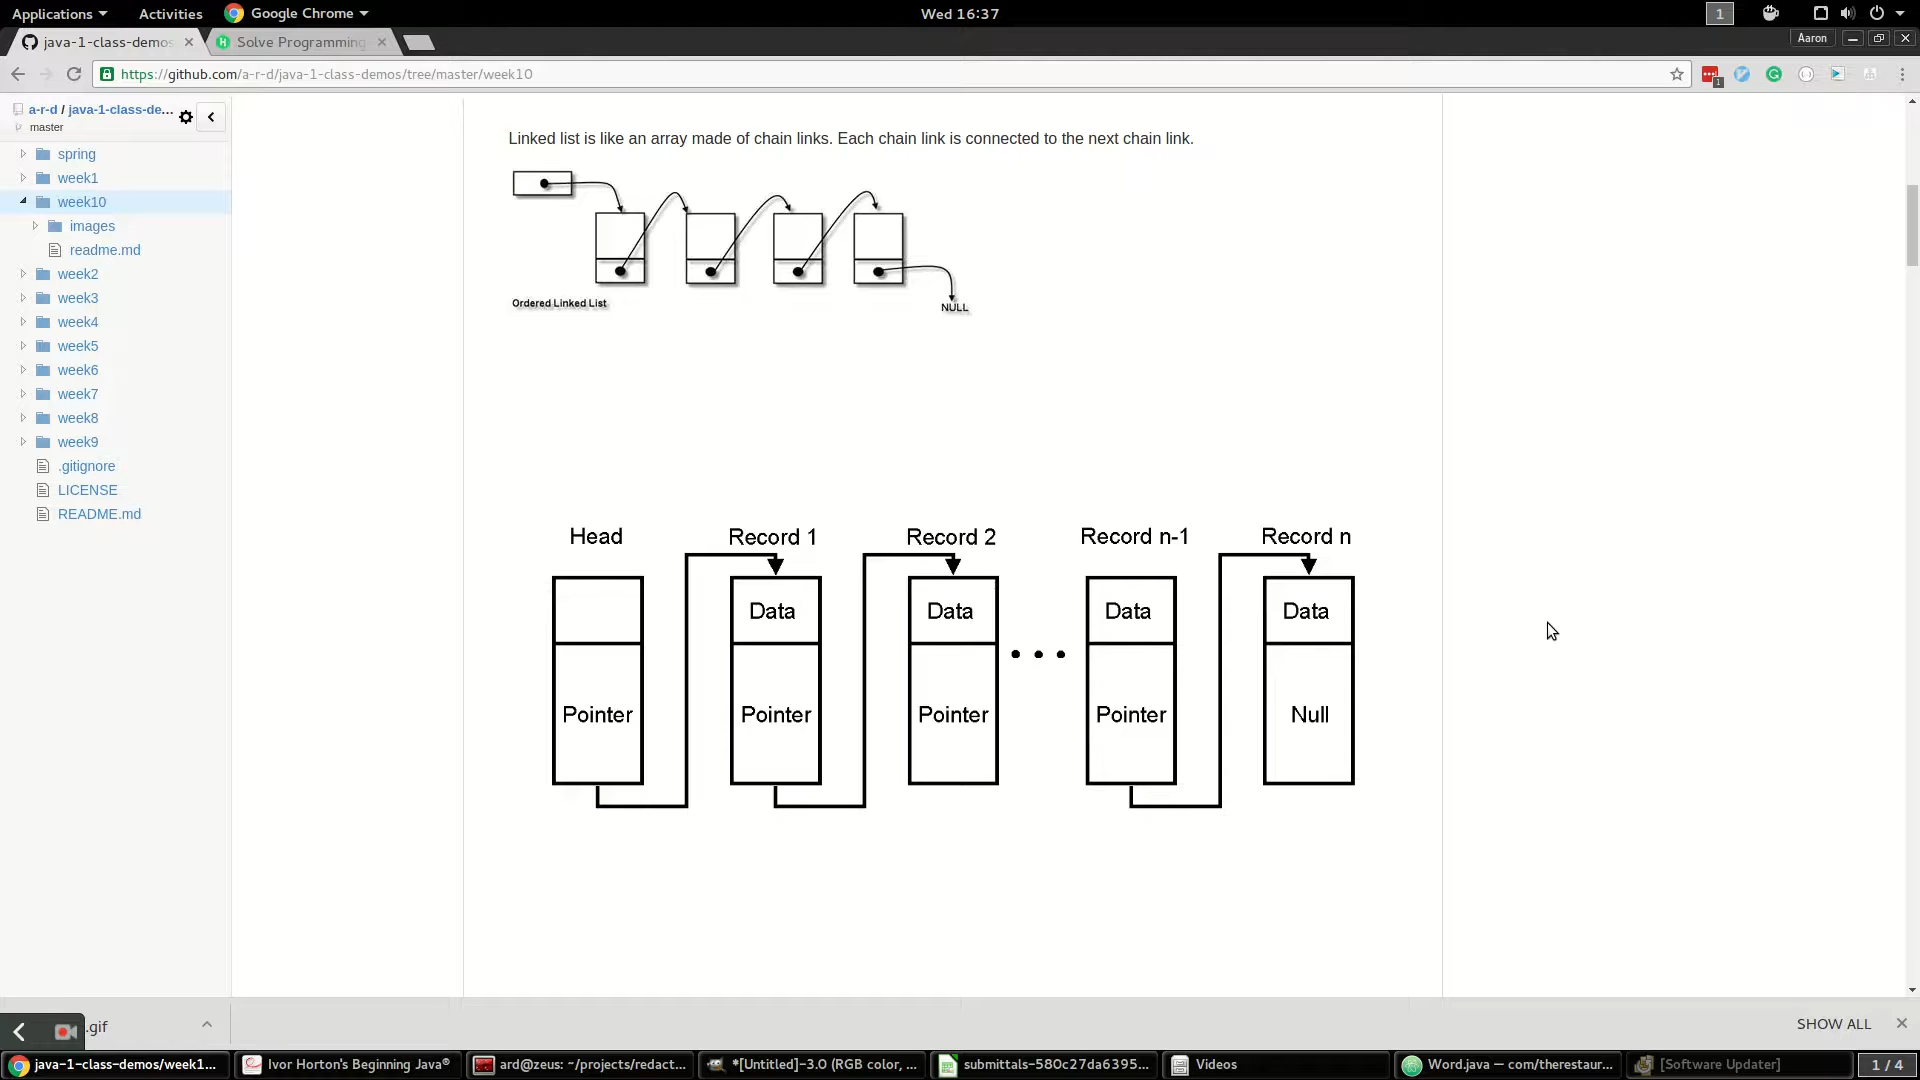 Applications Activities Google Chrome Wed 16:37 1
java-1-class-demos Solve Programming Aaron
https://github.com/a-r-d/java-1-class-demos/tree/master/week10 1
a-r-d / java-1-class-de...
master
spring
week1
week10
images
readme.md
week2
week3
week4
week5
week6
week7
week8
week9
.gitignore
LICENSE
README.md
Linked list is like an array made of chain links. Each chain link is connected to the next chain link.
Ordered Linked List
NULL
Head Record 1 Record 2 Record n-1 Record n
Data Data Data Data
Pointer Pointer Pointer Pointer Null
.gif SHOW ALL
java-1-class-demos/week1... Ivor Horton's Beginning Java® ard@zeus: ~/projects/redact... *[Untitled]-3.0 (RGB color, ... submittals-580c27da6395... Videos Word.java — com/therestaur... [Software Updater] 1 / 4